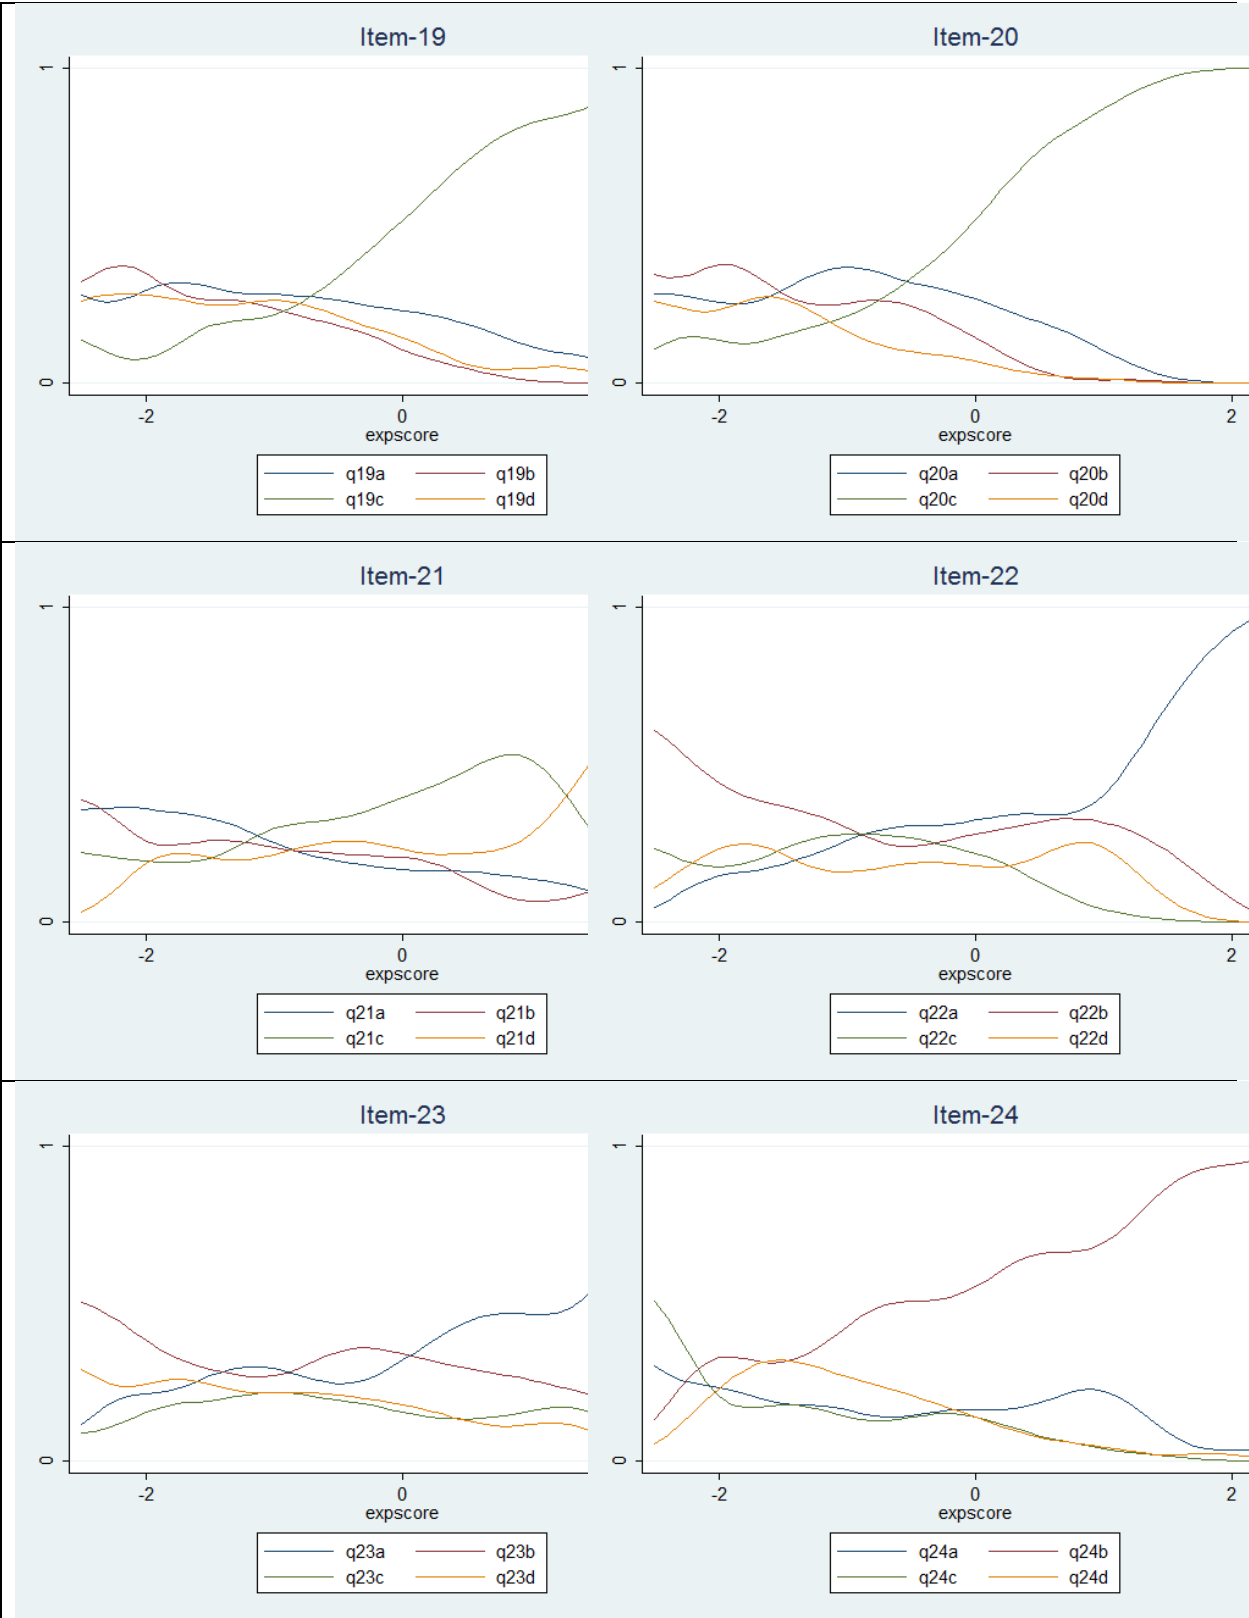 Item-19
1
0
-2 0
expscore
q19a q19b
q19c q19d
Item-20
1
0
-2 0 2
expscore
q20a q20b
q20c q20d
Item-21
1
0
-2 0
expscore
q21a q21b
q21c q21d
Item-22
1
0
-2 0 2
expscore
q22a q22b
q22c q22d
Item-23
1
0
-2 0
expscore
q23a q23b
q23c q23d
Item-24
1
0
-2 0 2
expscore
q24a q24b
q24c q24d